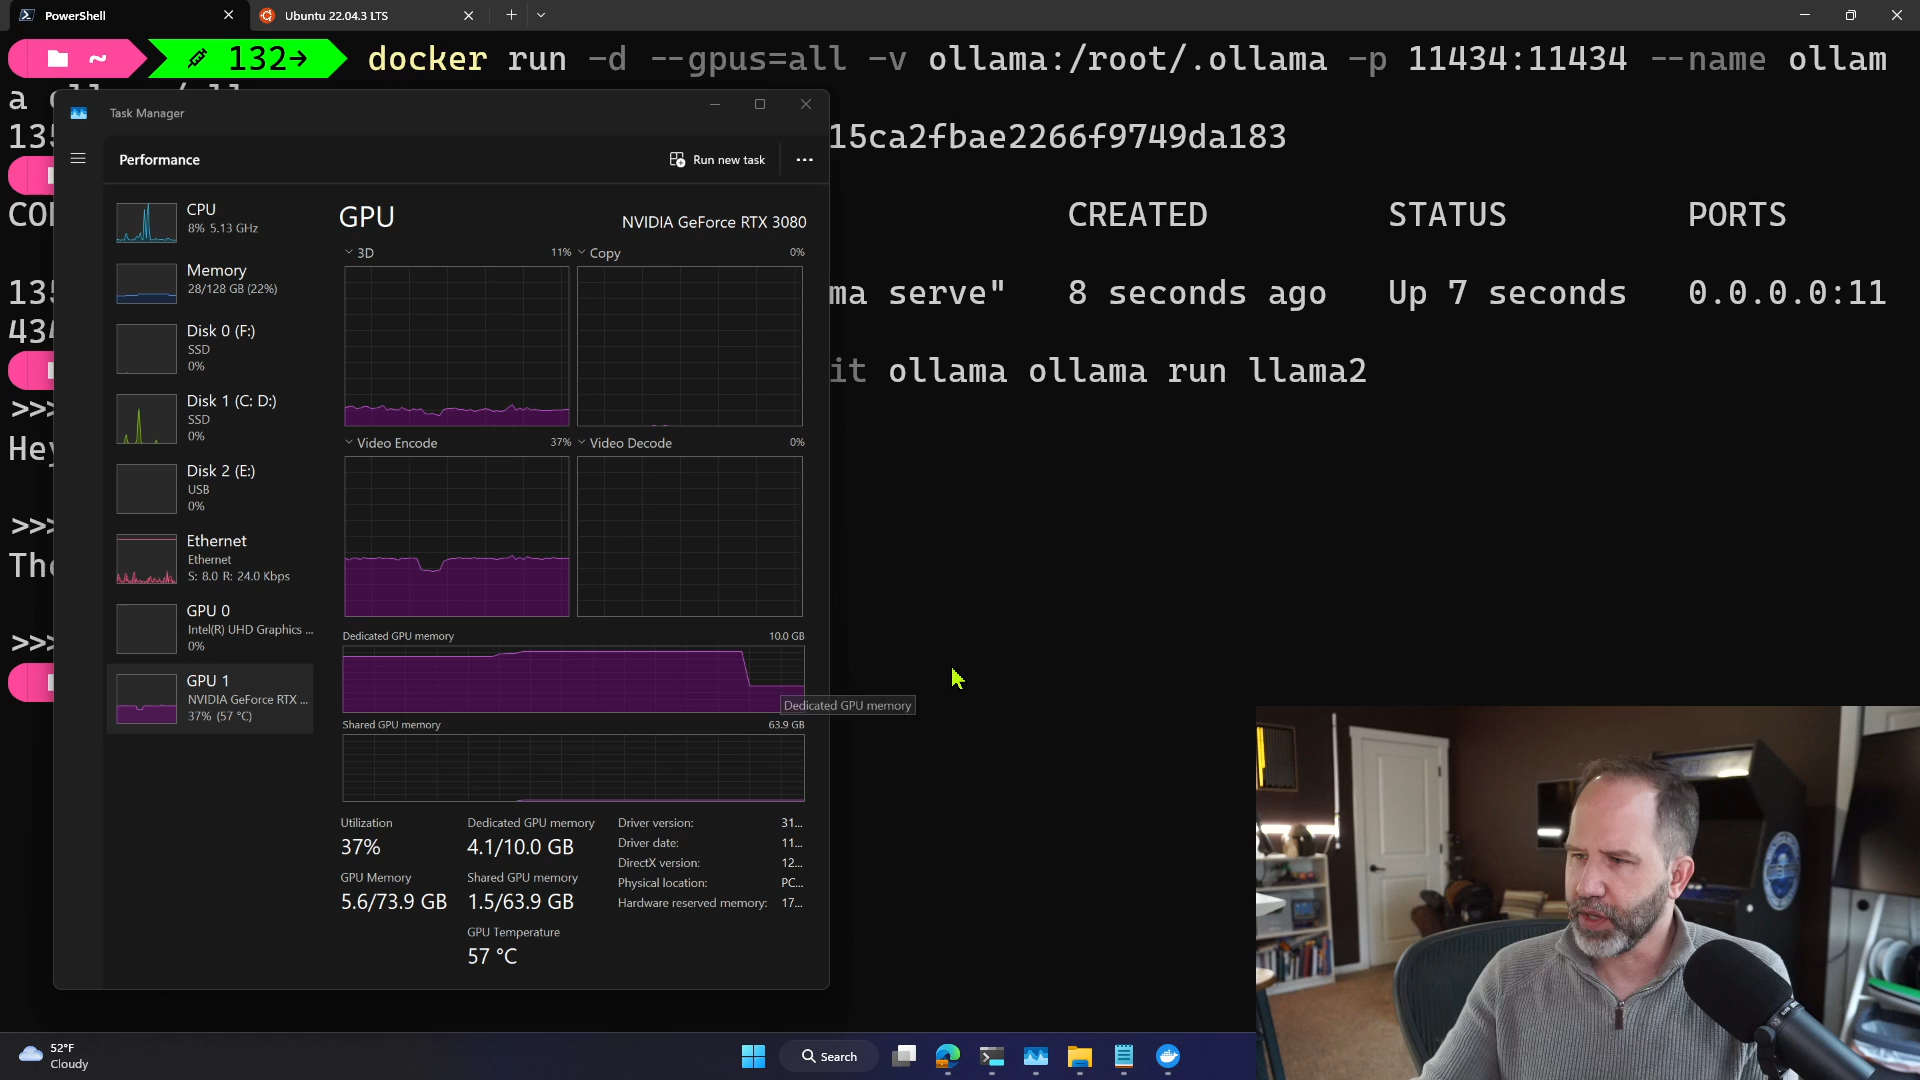 PowerShell
Ubuntu 22.04.3 LTS
~ 132→ docker run -d --gpus=all -v ollama:/root/.ollama -p 11434:11434 --name ollam
a
135 15ca2fbae2266f9749da183
CREATED STATUS PORTS
135 ma serve" 8 seconds ago Up 7 seconds 0.0.0.0:11
434
it ollama ollama run llama2
>>>
Hey
>>>
The
>>>
Task Manager
Performance
Run new task
CPU
8% 5.13 GHz
Memory
28/128 GB (22%)
Disk 0 (F:)
SSD
0%
Disk 1 (C: D:)
SSD
0%
Disk 2 (E:)
USB
0%
Ethernet
Ethernet
S: 8.0 R: 24.0 Kbps
GPU 0
Intel(R) UHD Graphics ...
0%
GPU 1
NVIDIA GeForce RTX ...
37% (57 °C)
GPU NVIDIA GeForce RTX 3080
3D 11% Copy 0%
Video Encode 37% Video Decode 0%
Dedicated GPU memory 10.0 GB
Dedicated GPU memory
Shared GPU memory 63.9 GB
Utilization
37%
Dedicated GPU memory
4.1/10.0 GB
GPU Memory
5.6/73.9 GB
Shared GPU memory
1.5/63.9 GB
GPU Temperature
57 °C
Driver version: 31...
Driver date: 11...
DirectX version: 12...
Physical location: PC...
Hardware reserved memory: 17...
52°F
Cloudy
Search